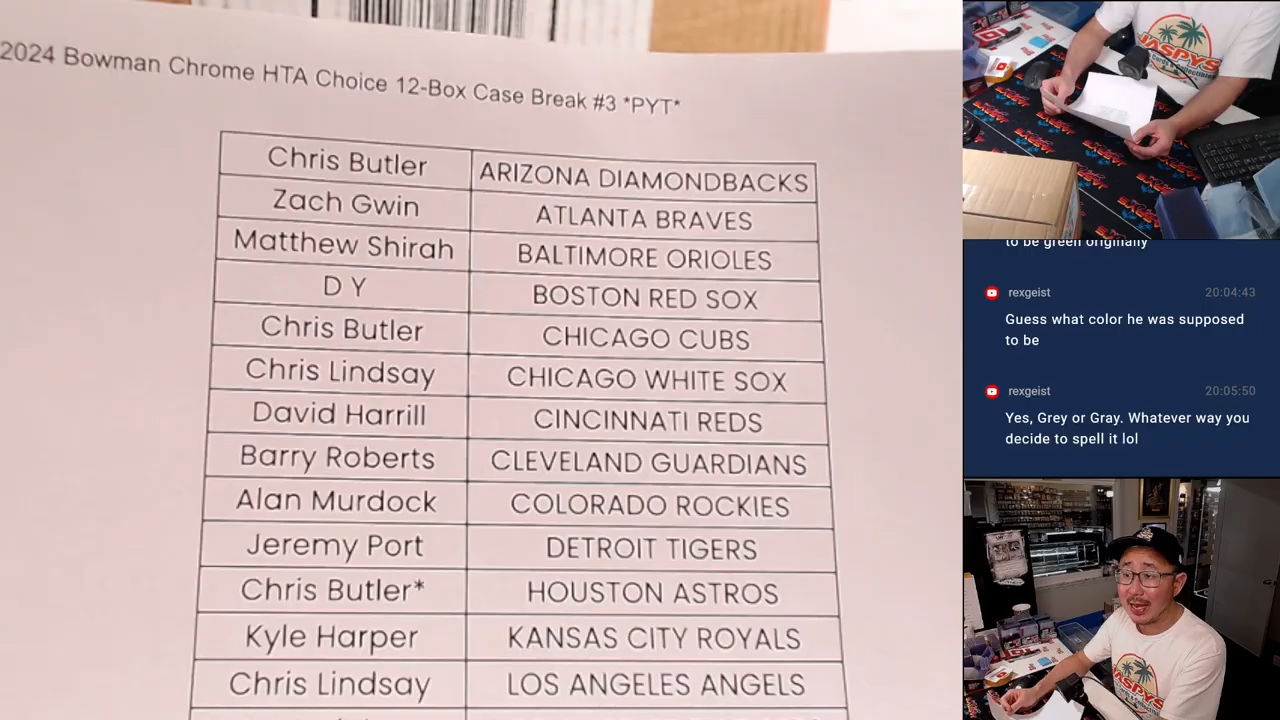 2024 Bowman Chrome HTA Choice 12-Box Case Break #3 *PYT*
Chris Butler ARIZONA DIAMONDBACKS
Zach Gwin ATLANTA BRAVES
Matthew Shirah BALTIMORE ORIOLES
D Y BOSTON RED SOX
Chris Butler CHICAGO CUBS
Chris Lindsay CHICAGO WHITE SOX
David Harrill CINCINNATI REDS
Barry Roberts CLEVELAND GUARDIANS
Alan Murdock COLORADO ROCKIES
Jeremy Port DETROIT TIGERS
Chris Butler* HOUSTON ASTROS
Kyle Harper KANSAS CITY ROYALS
Chris Lindsay LOS ANGELES ANGELS
JASPYS
to be green originally
rexgeist 20:04:43
Guess what color he was supposed
to be
rexgeist 20:05:50
Yes, Grey or Gray. Whatever way you
decide to spell it lol